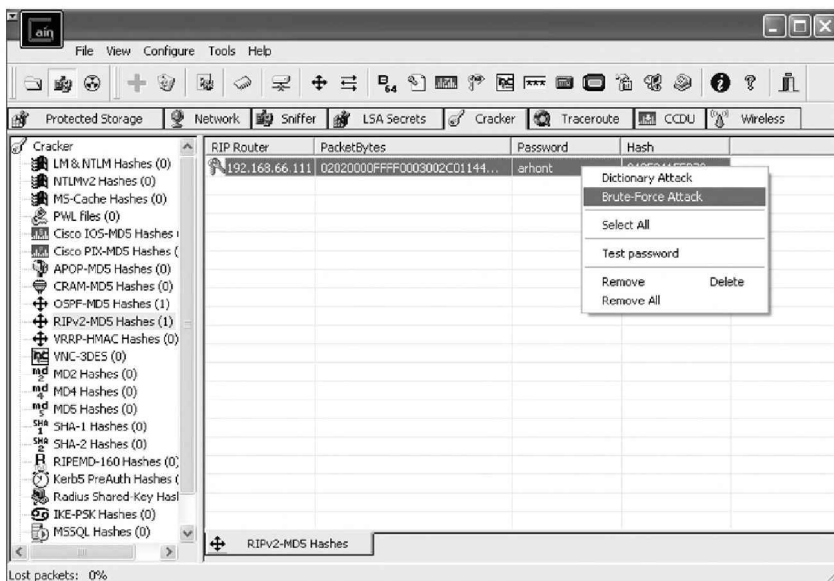 ain
File View Configure Tools Help
B64
Protected Storage Network Sniffer LSA Secrets Cracker Traceroute CCDU Wireless
Cracker
LM & NTLM Hashes (0)
NTLMv2 Hashes (0)
MS-Cache Hashes (0)
PWL files (0)
Cisco IOS-MD5 Hashes
Cisco PIX-MD5 Hashes (
APOP-MD5 Hashes (0)
CRAM-MD5 Hashes (0)
OSPF-MD5 Hashes (1)
RIPv2-MD5 Hashes (1)
VRRP-HMAC Hashes (0)
VNC-3DES (0)
MD2 Hashes (0)
MD4 Hashes (0)
MD5 Hashes (0)
SHA-1 Hashes (0)
SHA-2 Hashes (0)
RIPEMD-160 Hashes (0)
Kerb5 PreAuth Hashes (
Radius Shared-Key Hasl
IKE-PSK Hashes (0)
MSSQL Hashes (0)
RIP Router PacketBytes Password Hash
192.168.66.111 02020000FFFF0003002C01144... arhont
Dictionary Attack
Brute-Force Attack
Select All
Test password
Remove Delete
Remove All
RIPv2-MD5 Hashes
Lost packets: 0%